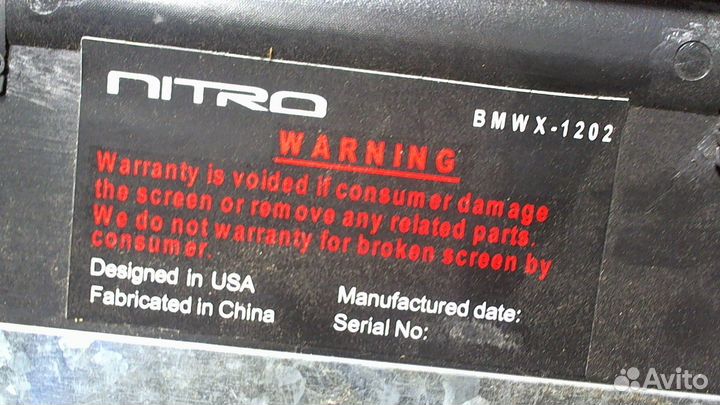 NITRO
BMWX-1202
WARNING
Warranty is voided if consumer damage
the screen or remove any related parts.
We do not warranty for broken screen by
consumer.
Designed in USA
Fabricated in China
Manufactured date:
Serial No:
Avito